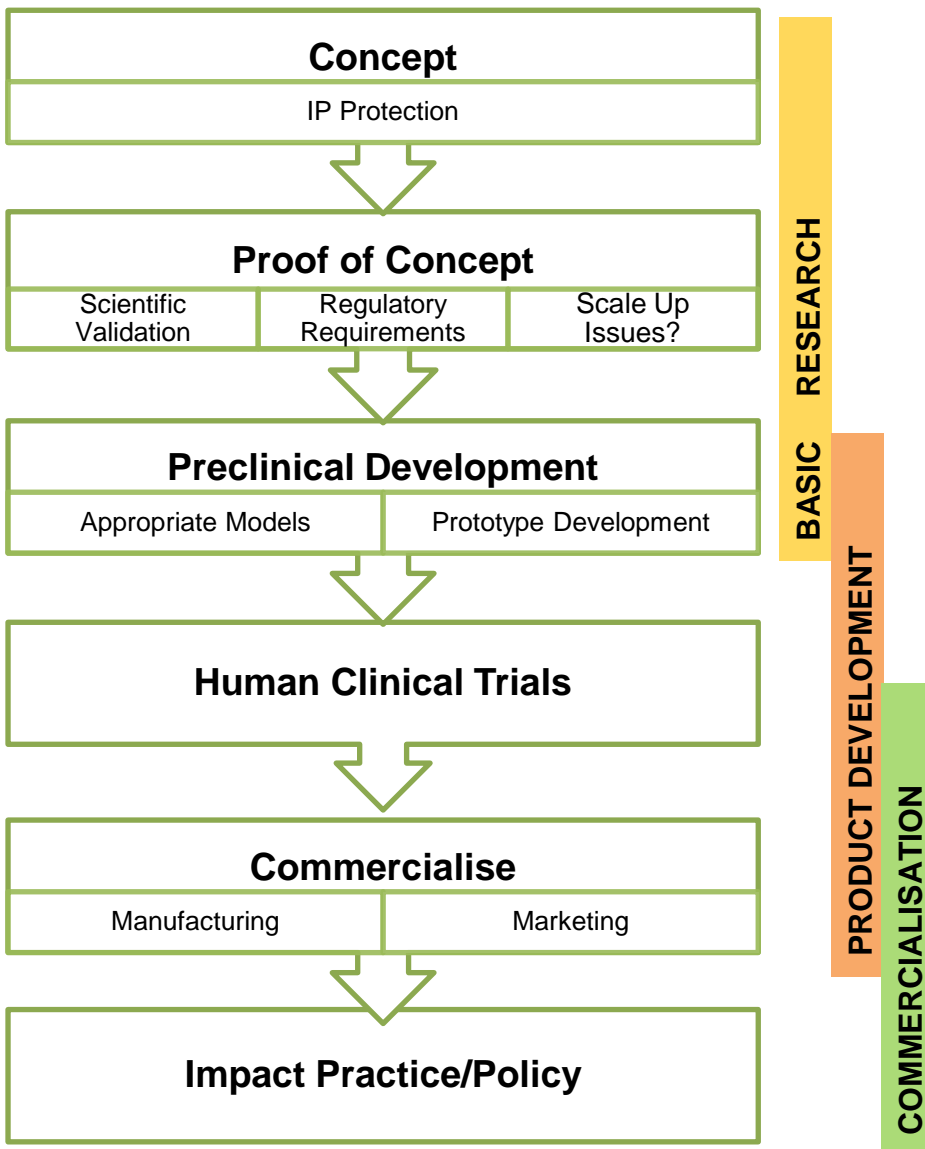 Concept
IP Protection
Proof of Concept
Scientific
Validation
Regulatory
Requirements
Scale Up
Issues?
Preclinical Development
Appropriate Models
Prototype Development
Human Clinical Trials
Commercialise
Manufacturing
Marketing
Impact Practice/Policy
BASIC RESEARCH
PRODUCT DEVELOPMENT
COMMERCIALISATION